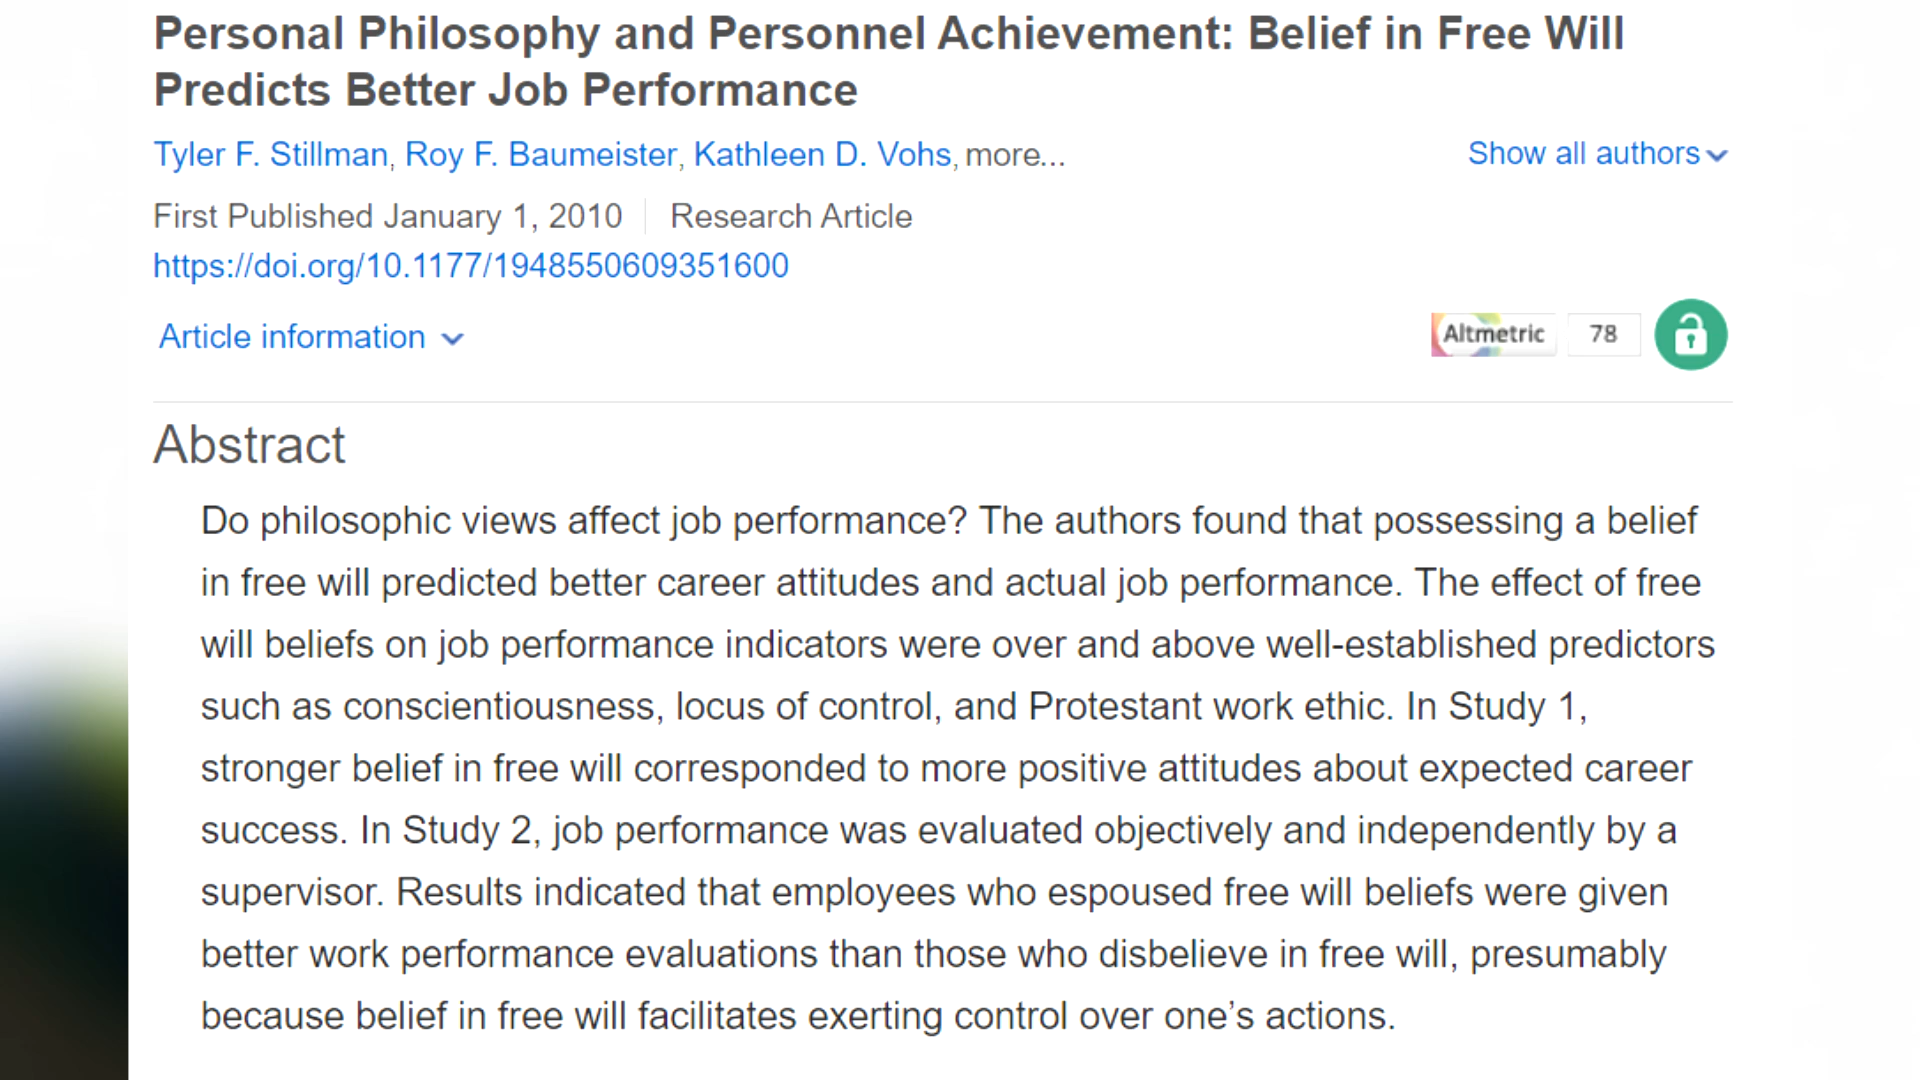 Personal Philosophy and Personnel Achievement: Belief in Free Will
Predicts Better Job Performance
Tyler F. Stillman, Roy F. Baumeister, Kathleen D. Vohs, more...
Show all authors
First Published January 1, 2010
Research Article
https://doi.org/10.1177/1948550609351600
Article information
Altmetric
78
Abstract
Do philosophic views affect job performance? The authors found that possessing a belief
in free will predicted better career attitudes and actual job performance. The effect of free
will beliefs on job performance indicators were over and above well-established predictors
such as conscientiousness, locus of control, and Protestant work ethic. In Study 1,
stronger belief in free will corresponded to more positive attitudes about expected career
success. In Study 2, job performance was evaluated objectively and independently by a
supervisor. Results indicated that employees who espoused free will beliefs were given
better work performance evaluations than those who disbelieve in free will, presumably
because belief in free will facilitates exerting control over one’s actions.